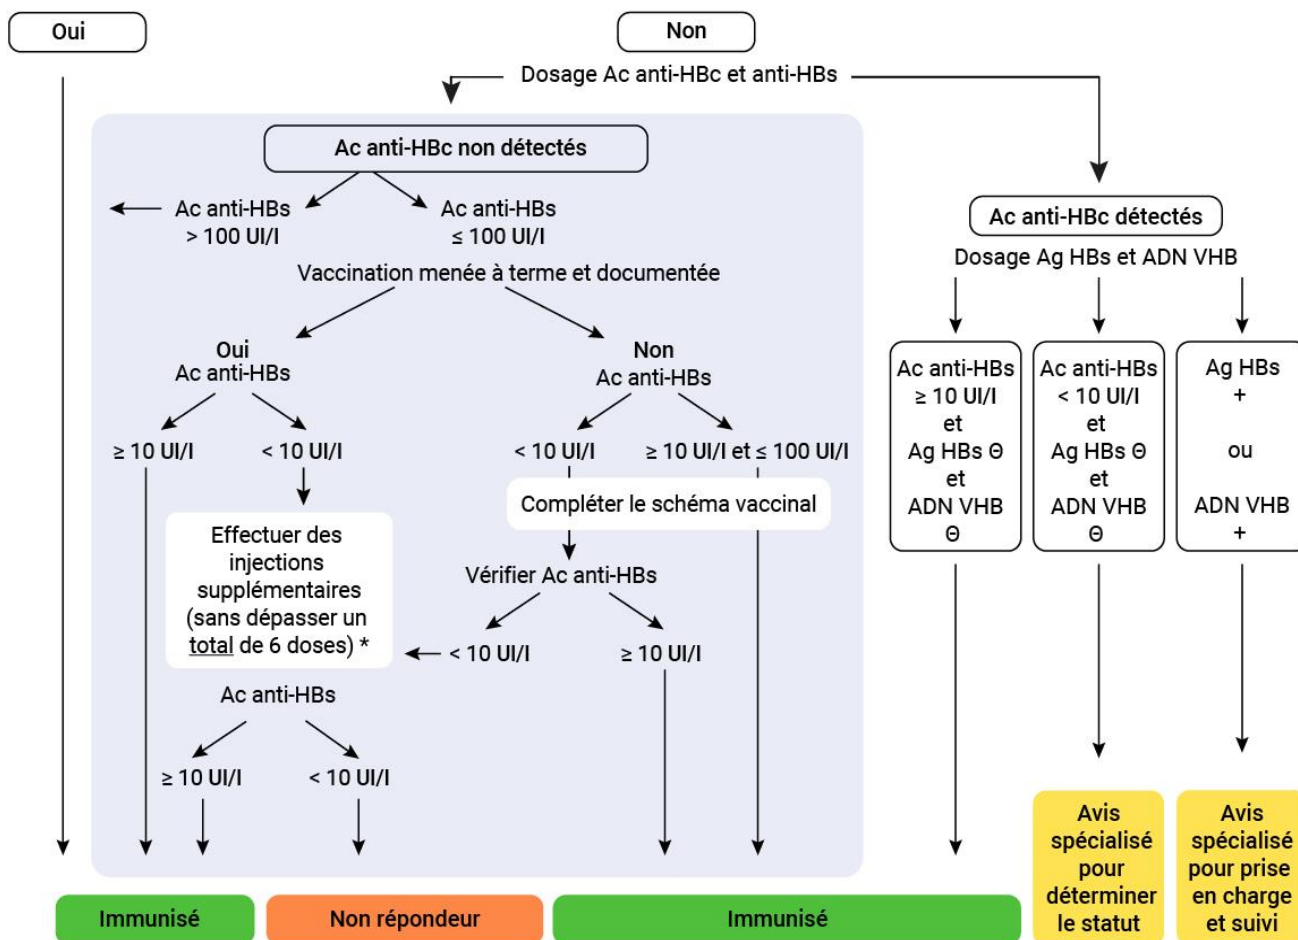 Oui
Non
Dosage Ac anti-HBc et anti-HBs
Ac anti-HBc non détectés
Ac anti-HBs
> 100 UI/l
Ac anti-HBs
≤ 100 UI/l
Vaccination menée à terme et documentée
Oui
Ac anti-HBs
≥ 10 UI/l
< 10 UI/l
Non
Ac anti-HBs
< 10 UI/l
≥ 10 UI/l et ≤ 100 UI/l
Effectuer des
injections
supplémentaires
(sans dépasser un
total de 6 doses) *
Compléter le schéma vaccinal
Vérifier Ac anti-HBs
< 10 UI/l
≥ 10 UI/l
Ac anti-HBs
≥ 10 UI/l
< 10 UI/l
Ac anti-HBc détectés
Dosage Ag HBs et ADN VHB
Ac anti-HBs
≥ 10 UI/l
et
Ag HBs Θ
et
ADN VHB
Θ
Ac anti-HBs
< 10 UI/l
et
Ag HBs Θ
et
ADN VHB
Θ
Ag HBs
+
ou
ADN VHB
+
Immunisé
Non répondeur
Immunisé
Avis
spécialisé
pour
déterminer
le statut
Avis
spécialisé
pour prise
en charge
et suivi